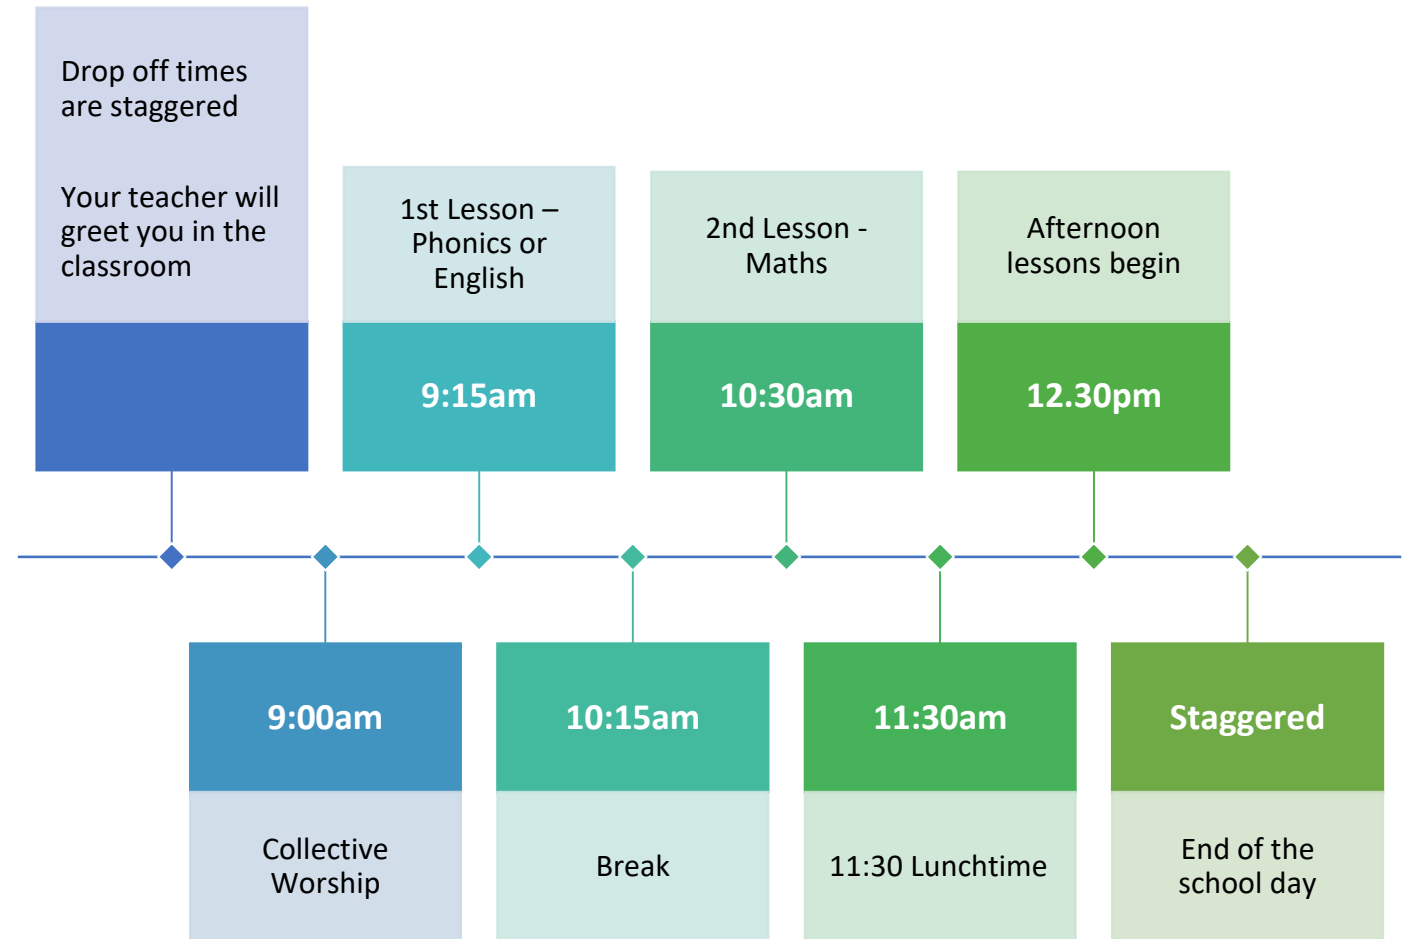 Drop off times
are staggered
Your teacher will
greet you in the
classroom
9:00am
Collective
Worship
1st Lesson –
Phonics or
English
9:15am
10:15am
Break
2nd Lesson -
Maths
10:30am
11:30am
11:30 Lunchtime
Afternoon
lessons begin
12.30pm
Staggered
End of the
school day